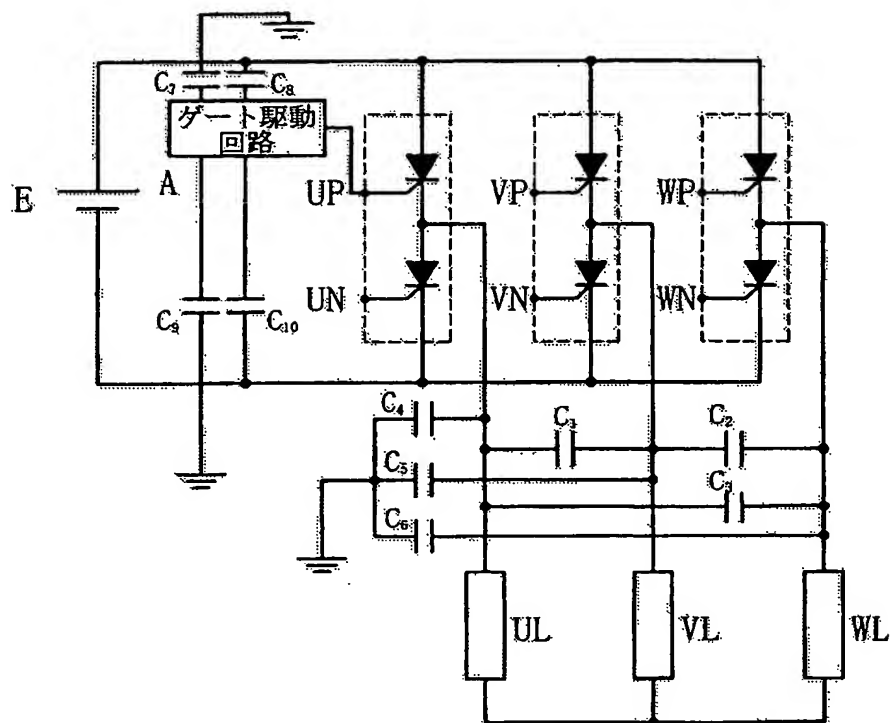 C₇ C₈
ゲート駆動
回路
E A UP VP WP
UN VN WN
C₉ C₁₀
C₄
C₁ C₂
C₅
C₃
C₆
UL VL WL